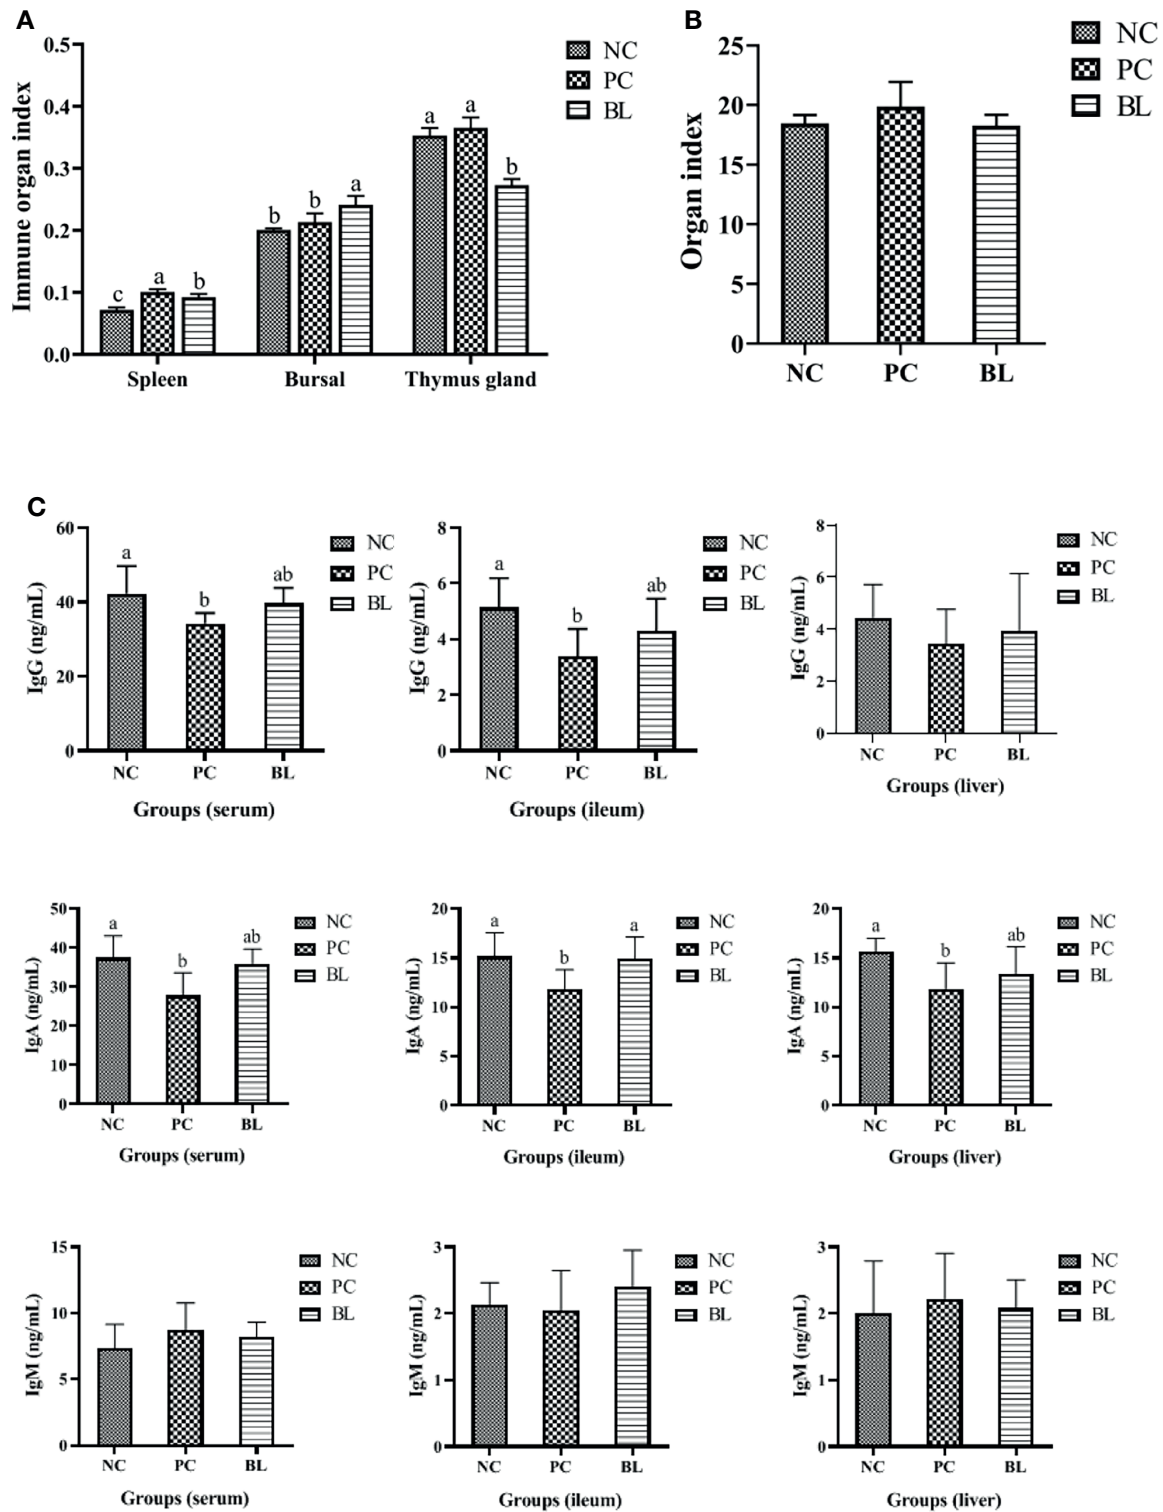 A
Immune organ index
0.5
0.4
0.3
0.2
0.1
0.0
c a b
b b a
a a b
Spleen Bursal Thymus gland
NC
PC
BL
B
Organ index
25
20
15
10
5
0
NC PC BL
NC
PC
BL
C
IgG (ng/mL)
60
40
20
0
a b ab
NC PC BL
Groups (serum)
NC
PC
BL
IgG (ng/mL)
8
6
4
2
0
a b ab
NC PC BL
Groups (ileum)
NC
PC
BL
IgG (ng/mL)
8
6
4
2
0
NC PC BL
Groups (liver)
NC
PC
BL
IgA (ng/mL)
50
40
30
20
10
0
a b ab
NC PC BL
Groups (serum)
NC
PC
BL
IgA (ng/mL)
20
15
10
5
0
a b a
NC PC BL
Groups (ileum)
NC
PC
BL
IgA (ng/mL)
20
15
10
5
0
a b ab
NC PC BL
Groups (liver)
NC
PC
BL
IgM (ng/mL)
15
10
5
0
NC PC BL
Groups (serum)
NC
PC
BL
IgM (ng/mL)
3
2
1
0
NC PC BL
Groups (ileum)
NC
PC
BL
IgM (ng/mL)
3
2
1
0
NC PC BL
Groups (liver)
NC
PC
BL